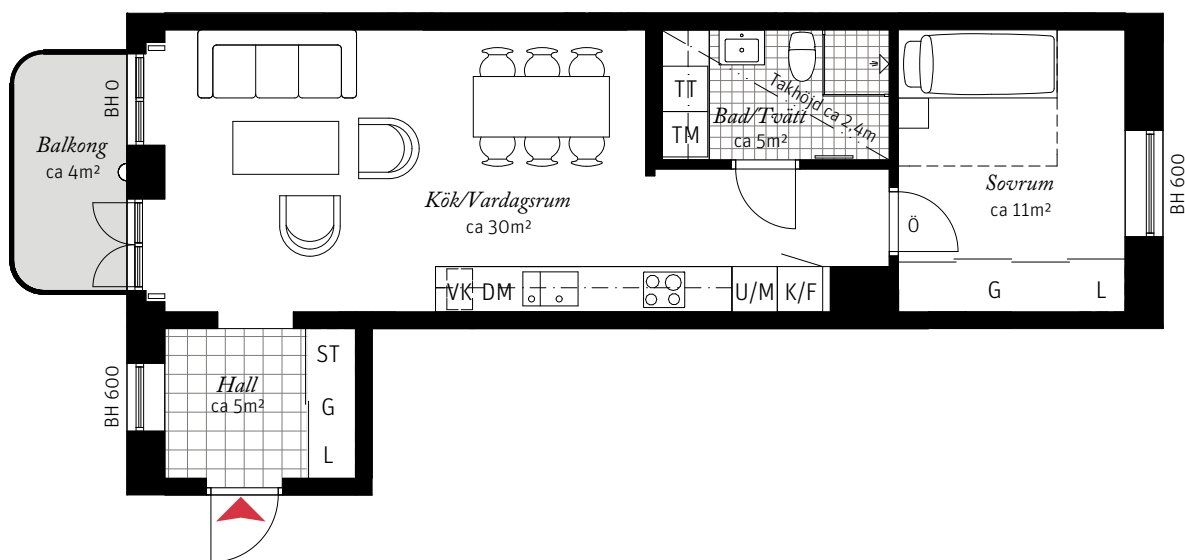 BH 0
Balkong
ca 4m²
Kök/Vardagsrum
ca 30m²
TT
TM
Takhöjd ca 2,4m
Bad/Tvätt
ca 5m²
Sovrum
ca 11m²
BH 600
Ö
G
L
VK
DM
U/M
K/F
BH 600
Hall
ca 5m²
ST
G
L